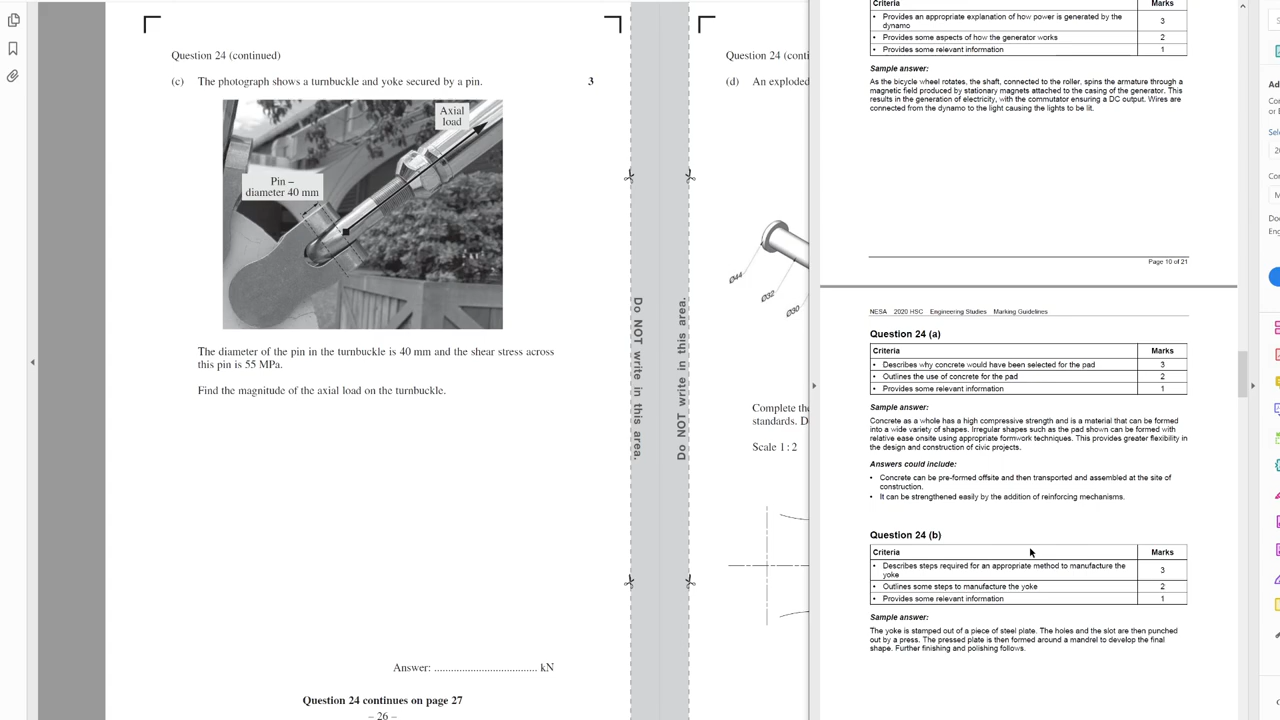 Question 24 (continued)
(c) The photograph shows a turnbuckle and yoke secured by a pin. 3
Axial
load
Pin –
diameter 40 mm
The diameter of the pin in the turnbuckle is 40 mm and the shear stress across
this pin is 55 MPa.
Find the magnitude of the axial load on the turnbuckle.
Answer: ..................................... kN
Question 24 continues on page 27
– 26 –
Do NOT write in this area.
Do NOT write in this area.
Question 24 (conti
(d) An exploded
Ø44
Ø32
Ø30
Complete the
standards. D
Scale 1 : 2
Criteria Marks
• Provides an appropriate explanation of how power is generated by the
dynamo 3
• Provides some aspects of how the generator works 2
• Provides some relevant information 1
Sample answer:
As the bicycle wheel rotates, the shaft, connected to the roller, spins the armature through a
magnetic field produced by stationary magnets attached to the casing of the generator. This
results in the generation of electricity, with the commutator ensuring a DC output. Wires are
connected from the dynamo to the light causing the lights to be lit.
Page 10 of 21
NESA 2020 HSC Engineering Studies Marking Guidelines
Question 24 (a)
Criteria Marks
• Describes why concrete would have been selected for the pad 3
• Outlines the use of concrete for the pad 2
• Provides some relevant information 1
Sample answer:
Concrete as a whole has a high compressive strength and is a material that can be formed
into a wide variety of shapes. Irregular shapes such as the pad shown can be formed with
relative ease onsite using appropriate formwork techniques. This provides greater flexibility in
the design and construction of civic projects.
Answers could include:
• Concrete can be pre-formed offsite and then transported and assembled at the site of
construction.
• It can be strengthened easily by the addition of reinforcing mechanisms.
Question 24 (b)
Criteria Marks
• Describes steps required for an appropriate method to manufacture the
yoke 3
• Outlines some steps to manufacture the yoke 2
• Provides some relevant information 1
Sample answer:
The yoke is stamped out of a piece of steel plate. The holes and the slot are then punched
out by a press. The pressed plate is then formed around a mandrel to develop the final
shape. Further finishing and polishing follows.